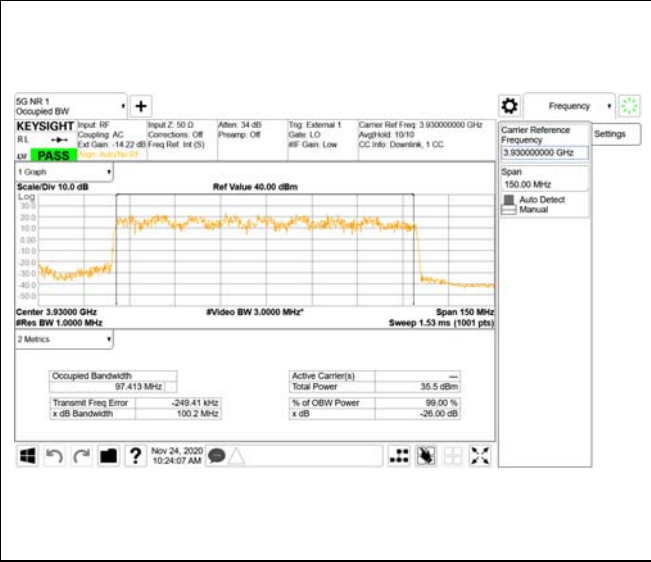 5G NR 1
Occupied BW
Frequency
KEYSIGHT
Input: RF
Input Z: 50 Ω
Atten: 34 dB
Trig: External 1
Carrier Ref Freq: 3.930000000 GHz
R L
Coupling: AC
Corrections: Off
Preamp: Off
Gate: LO
Avg|Hold: 10/10
Ext Gain: -14.22 dB
Freq Ref: Int (S)
#IF Gain: Low
CC Info: Downlink, 1 CC
PASS
Align: Auto/No RF
Carrier Reference
Frequency
3.930000000 GHz
Settings
Span
150.00 MHz
Auto Detect
Manual
1 Graph
Scale/Div 10.0 dB
Ref Value 40.00 dBm
Log
30.0
20.0
10.0
0.00
-10.0
-20.0
-30.0
-40.0
-50.0
Center 3.93000 GHz
#Video BW 3.0000 MHz*
Span 150 MHz
#Res BW 1.0000 MHz
Sweep 1.53 ms (1001 pts)
2 Metrics
Occupied Bandwidth
97.413 MHz
Active Carrier(s)
—
Total Power
35.5 dBm
Transmit Freq Error
-249.41 kHz
% of OBW Power
99.00 %
x dB Bandwidth
100.2 MHz
x dB
-26.00 dB
?
Nov 24, 2020
10:24:07 AM